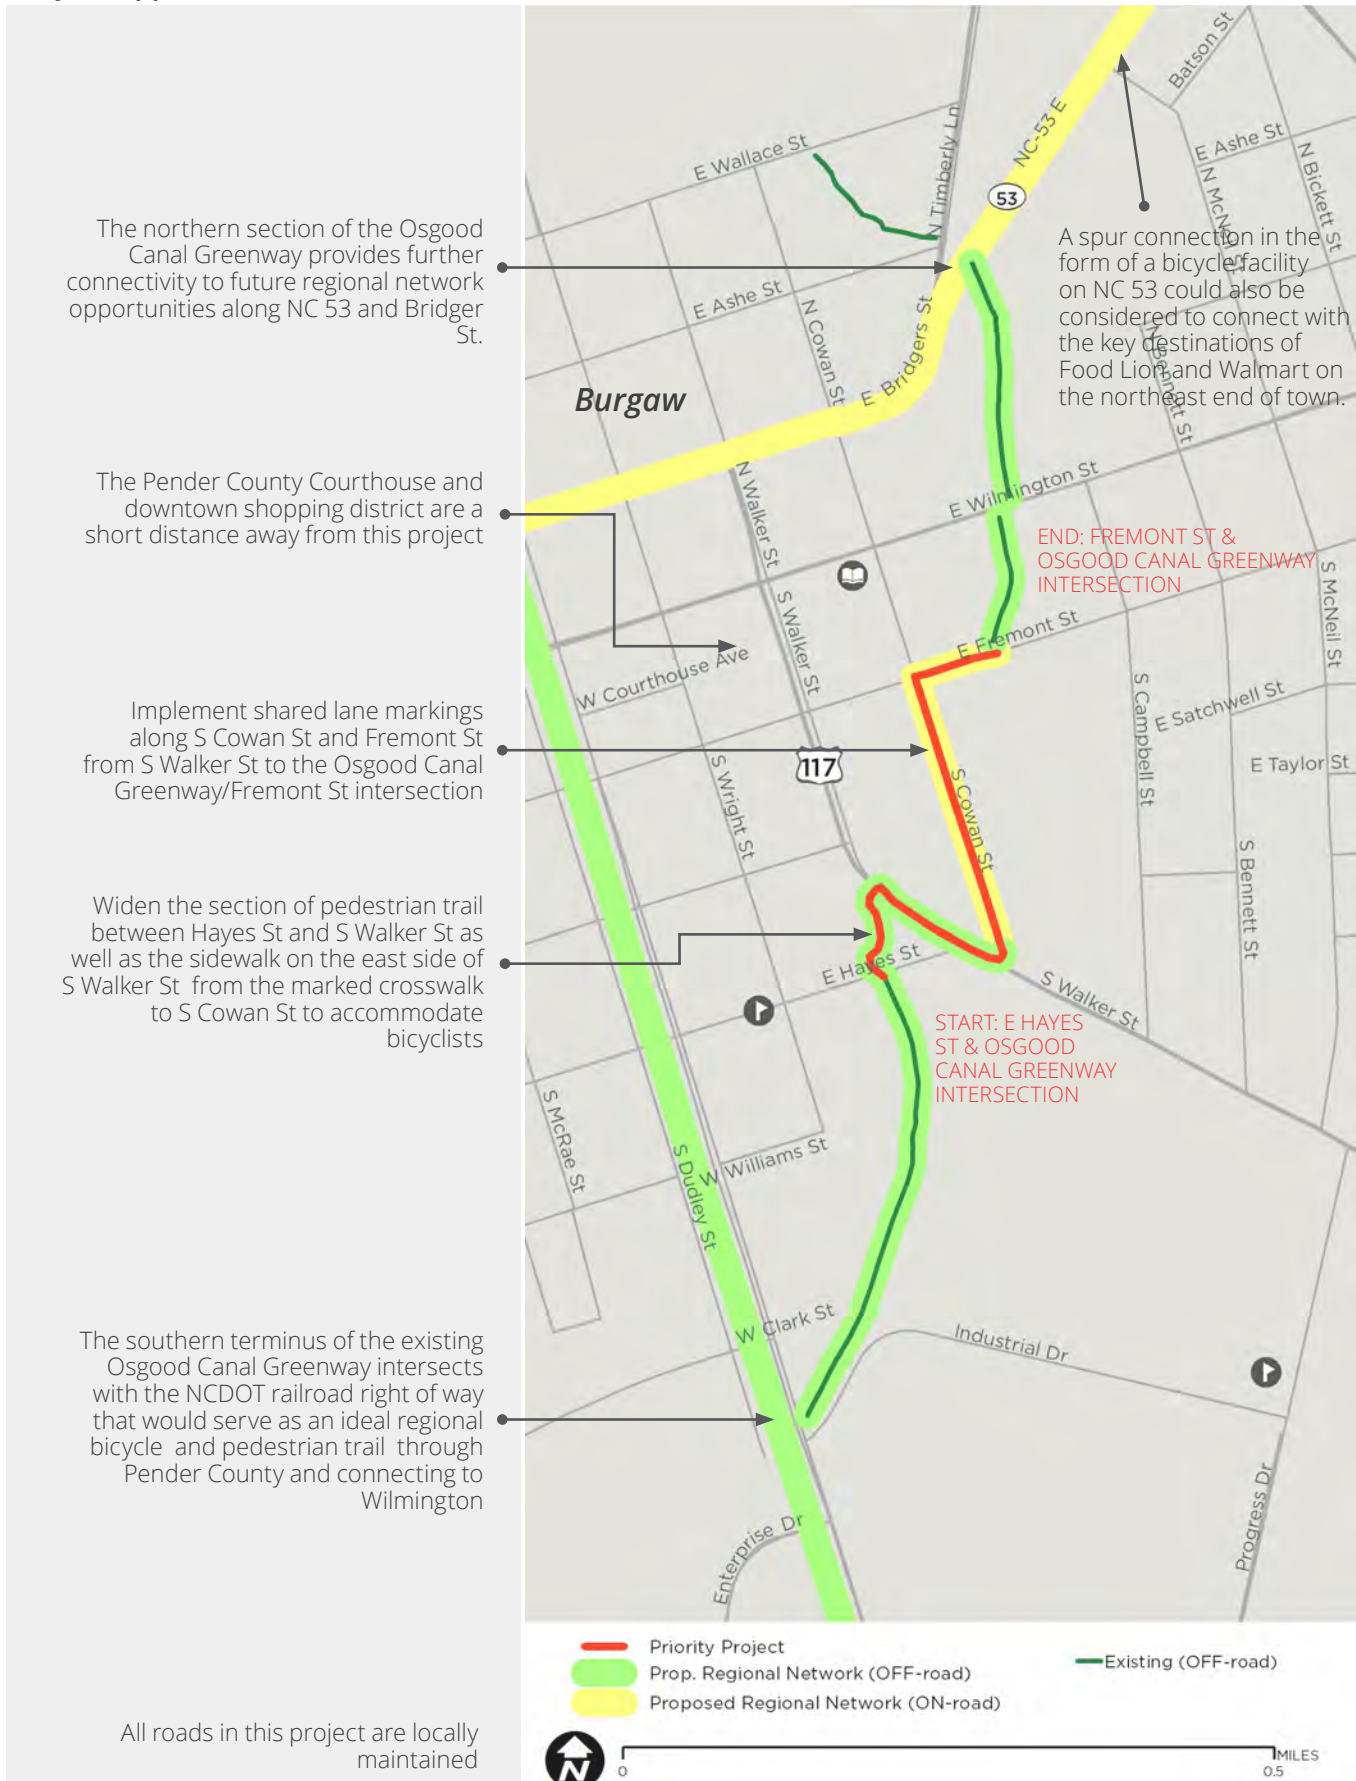 The northern section of the Osgood
Canal Greenway provides further
connectivity to future regional network
opportunities along NC 53 and Bridger
St.
The Pender County Courthouse and
downtown shopping district are a
short distance away from this project
Implement shared lane markings
along S Cowan St and Fremont St
from S Walker St to the Osgood Canal
Greenway/Fremont St intersection
Widen the section of pedestrian trail
between Hayes St and S Walker St as
well as the sidewalk on the east side of
S Walker St from the marked crosswalk
to S Cowan St to accommodate
bicyclists
The southern terminus of the existing
Osgood Canal Greenway intersects
with the NCDOT railroad right of way
that would serve as an ideal regional
bicycle and pedestrian trail through
Pender County and connecting to
Wilmington
All roads in this project are locally
maintained
Batson St
NC-53 E
53
E Wallace St
N Timberly Ln
E Ashe St
N McNeil St
N Bickett St
A spur connection in the
form of a bicycle facility
on NC 53 could also be
considered to connect with
the key destinations of
Food Lion and Walmart on
the northeast end of town.
E Ashe St
N Cowan St
E Bridgers St
N Bennett St
Burgaw
N Walker St
E Wilmington St
END: FREMONT ST &
OSGOOD CANAL GREENWAY
INTERSECTION
S Walker St
S McNeil St
E Fremont St
W Courthouse Ave
S Campbell St
E Satchwell St
117
S Wright St
S Cowan St
E Taylor St
S Bennett St
E Hayes St
S Walker St
START: E HAYES
ST & OSGOOD
CANAL GREENWAY
INTERSECTION
S McRae St
S Dudley St
W Williams St
W Clark St
Industrial Dr
Enterprise Dr
Progress Dr
Priority Project
Prop. Regional Network (OFF-road)
Proposed Regional Network (ON-road)
Existing (OFF-road)
N
0
MILES
0.5